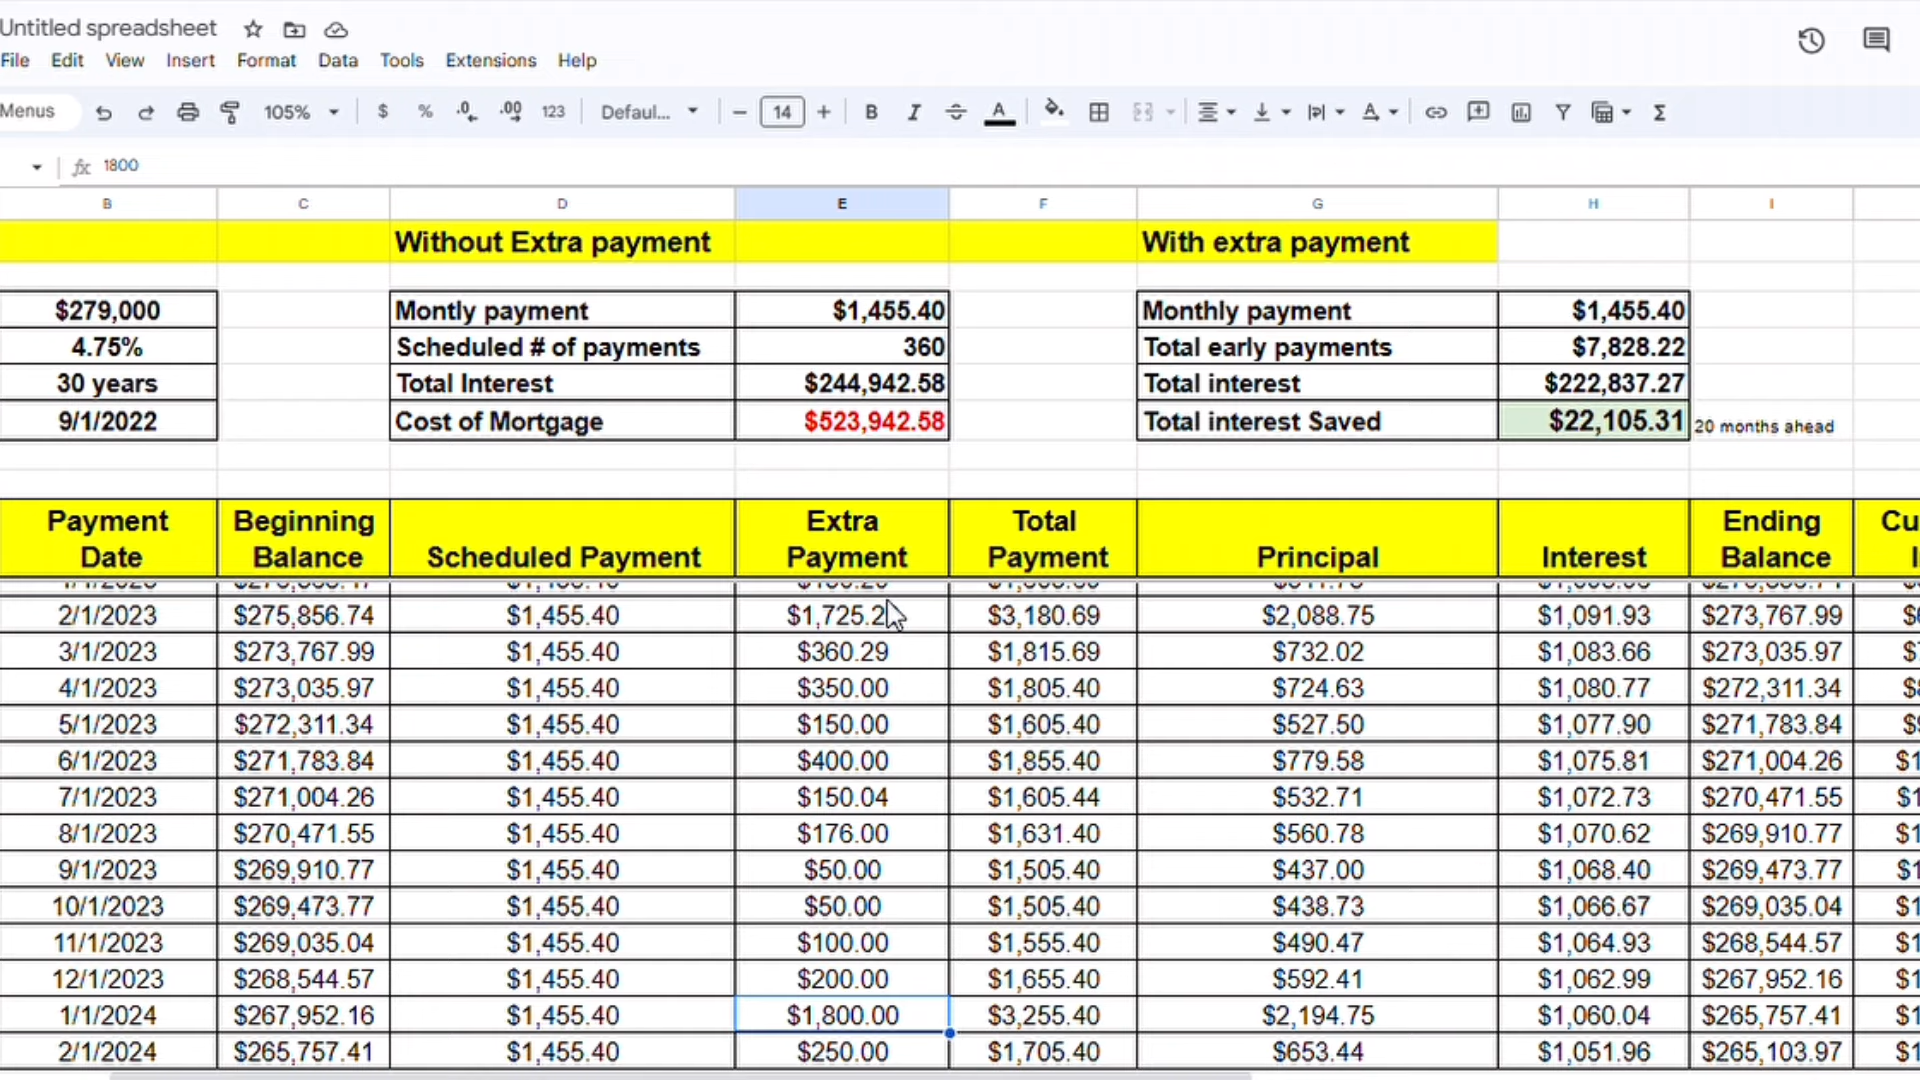 Untitled spreadsheet
File Edit View Insert Format Data Tools Extensions Help
Menus 105% $ % .0 .00 123 Defaul... − 14 + B I A Σ
fx 1800
B C D E F G H I
Without Extra payment With extra payment
$279,000 Montly payment $1,455.40 Monthly payment $1,455.40
4.75% Scheduled # of payments 360 Total early payments $7,828.22
30 years Total Interest $244,942.58 Total interest $222,837.27
9/1/2022 Cost of Mortgage $523,942.58 Total interest Saved $22,105.31 20 months ahead
Payment Beginning Extra Total Ending
Date Balance Scheduled Payment Payment Payment Principal Interest Balance
2/1/2023 $275,856.74 $1,455.40 $1,725.2 $3,180.69 $2,088.75 $1,091.93 $273,767.99
3/1/2023 $273,767.99 $1,455.40 $360.29 $1,815.69 $732.02 $1,083.66 $273,035.97
4/1/2023 $273,035.97 $1,455.40 $350.00 $1,805.40 $724.63 $1,080.77 $272,311.34
5/1/2023 $272,311.34 $1,455.40 $150.00 $1,605.40 $527.50 $1,077.90 $271,783.84
6/1/2023 $271,783.84 $1,455.40 $400.00 $1,855.40 $779.58 $1,075.81 $271,004.26
7/1/2023 $271,004.26 $1,455.40 $150.04 $1,605.44 $532.71 $1,072.73 $270,471.55
8/1/2023 $270,471.55 $1,455.40 $176.00 $1,631.40 $560.78 $1,070.62 $269,910.77
9/1/2023 $269,910.77 $1,455.40 $50.00 $1,505.40 $437.00 $1,068.40 $269,473.77
10/1/2023 $269,473.77 $1,455.40 $50.00 $1,505.40 $438.73 $1,066.67 $269,035.04
11/1/2023 $269,035.04 $1,455.40 $100.00 $1,555.40 $490.47 $1,064.93 $268,544.57
12/1/2023 $268,544.57 $1,455.40 $200.00 $1,655.40 $592.41 $1,062.99 $267,952.16
1/1/2024 $267,952.16 $1,455.40 $1,800.00 $3,255.40 $2,194.75 $1,060.04 $265,757.41
2/1/2024 $265,757.41 $1,455.40 $250.00 $1,705.40 $653.44 $1,051.96 $265,103.97